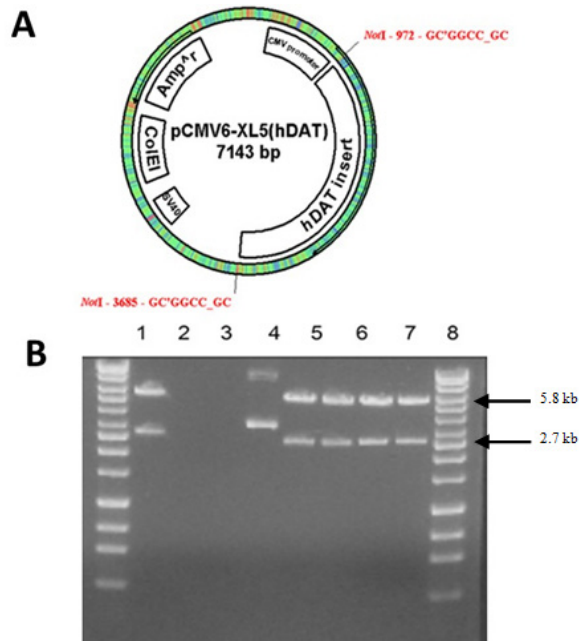 A
NotI - 972 - GC'GGCC_GC
CMV promoter
Amp^r
pCMV6-XL5(hDAT)
7143 bp
ColEI
SV40
hDAT insert
NotI - 3685 - GC'GGCC_GC
B
1 2 3 4 5 6 7 8
5.8 kb
2.7 kb